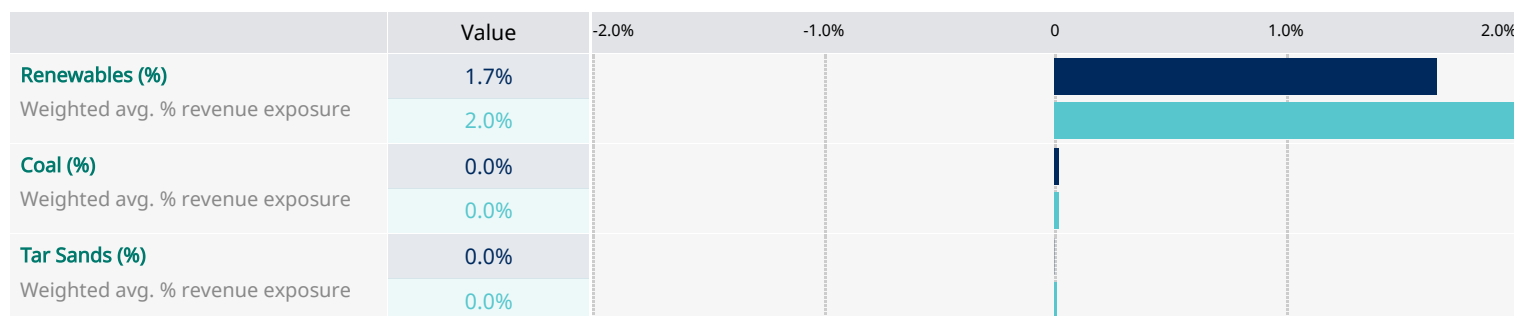 Value -2.0% -1.0% 0 1.0% 2.0%
Renewables (%) 1.7%
Weighted avg. % revenue exposure 2.0%
Coal (%) 0.0%
Weighted avg. % revenue exposure 0.0%
Tar Sands (%) 0.0%
Weighted avg. % revenue exposure 0.0%